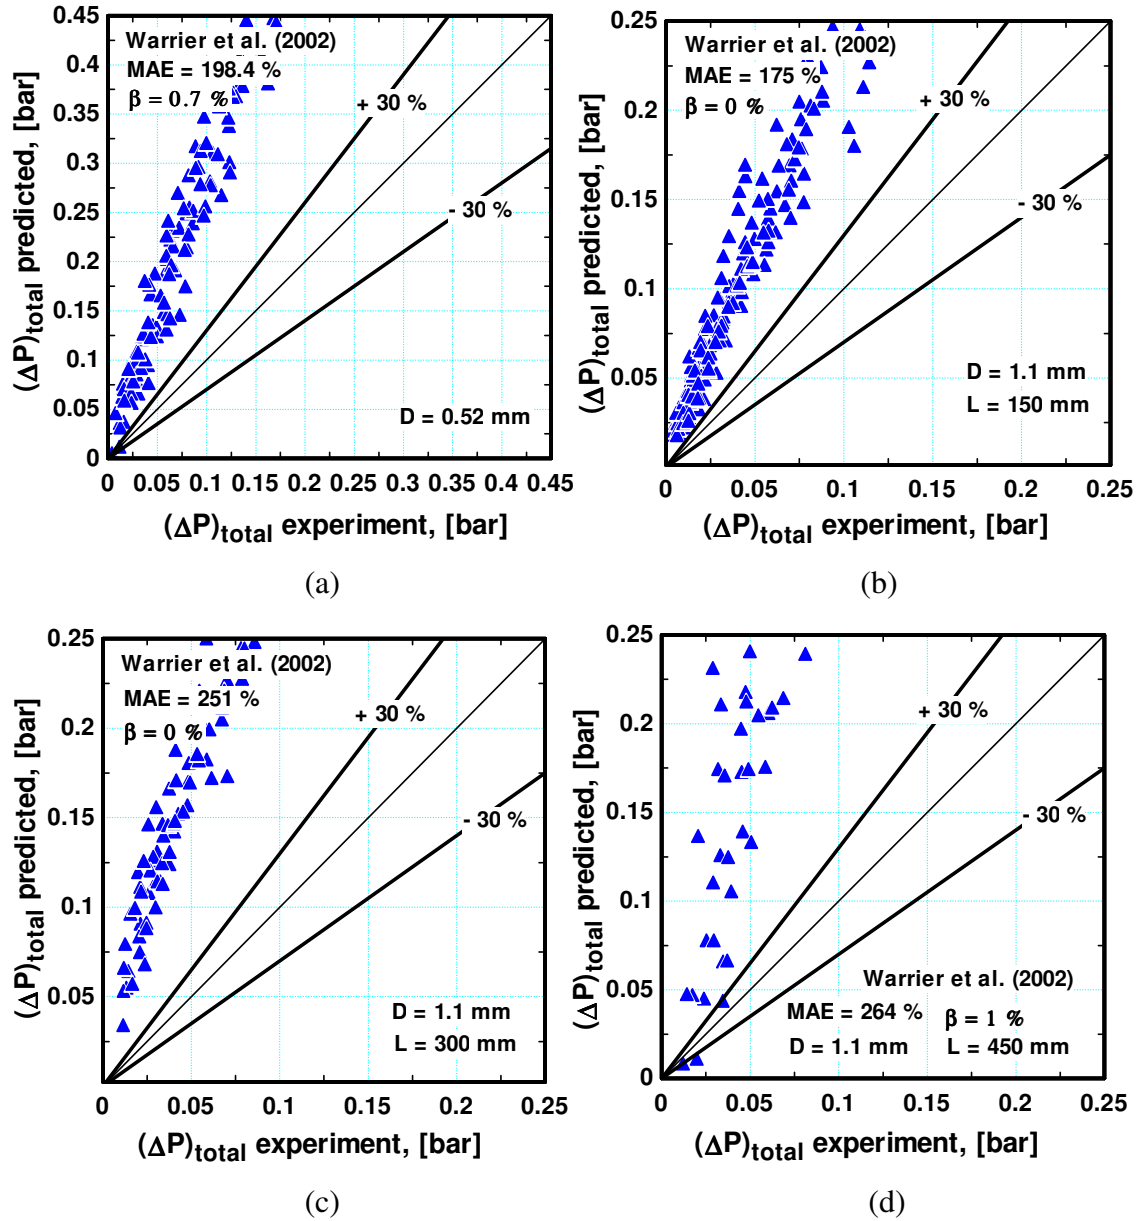 0.45
0.4
0.35
0.3
0.25
0.2
0.15
0.1
0.05
0
(ΔP)total predicted, [bar]
Warrier et al. (2002)
MAE = 198.4 %
β = 0.7 %
+ 30 %
- 30 %
D = 0.52 mm
0 0.05 0.1 0.15 0.2 0.25 0.3 0.35 0.4 0.45
(ΔP)total experiment, [bar]
(a)
0.25
0.2
0.15
0.1
0.05
(ΔP)total predicted, [bar]
Warrier et al. (2002)
MAE = 175 %
β = 0 %
+ 30 %
- 30 %
D = 1.1 mm
L = 150 mm
0 0.05 0.1 0.15 0.2 0.25
(ΔP)total experiment, [bar]
(b)
0.25
0.2
0.15
0.1
0.05
(ΔP)total predicted, [bar]
Warrier et al. (2002)
MAE = 251 %
β = 0 %
+ 30 %
- 30 %
D = 1.1 mm
L = 300 mm
0 0.05 0.1 0.15 0.2 0.25
(ΔP)total experiment, [bar]
(c)
0.25
0.2
0.15
0.1
0.05
0
(ΔP)total predicted, [bar]
+ 30 %
- 30 %
Warrier et al. (2002)
MAE = 264 % β = 1 %
D = 1.1 mm L = 450 mm
0 0.05 0.1 0.15 0.2 0.25
(ΔP)total experiment, [bar]
(d)